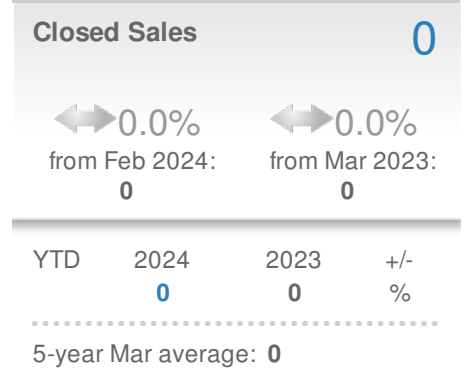 Closed Sales 0
0.0% 0.0%
from Feb 2024: from Mar 2023:
0 0
YTD 2024 2023 +/-
0 0 %
5-year Mar average: 0